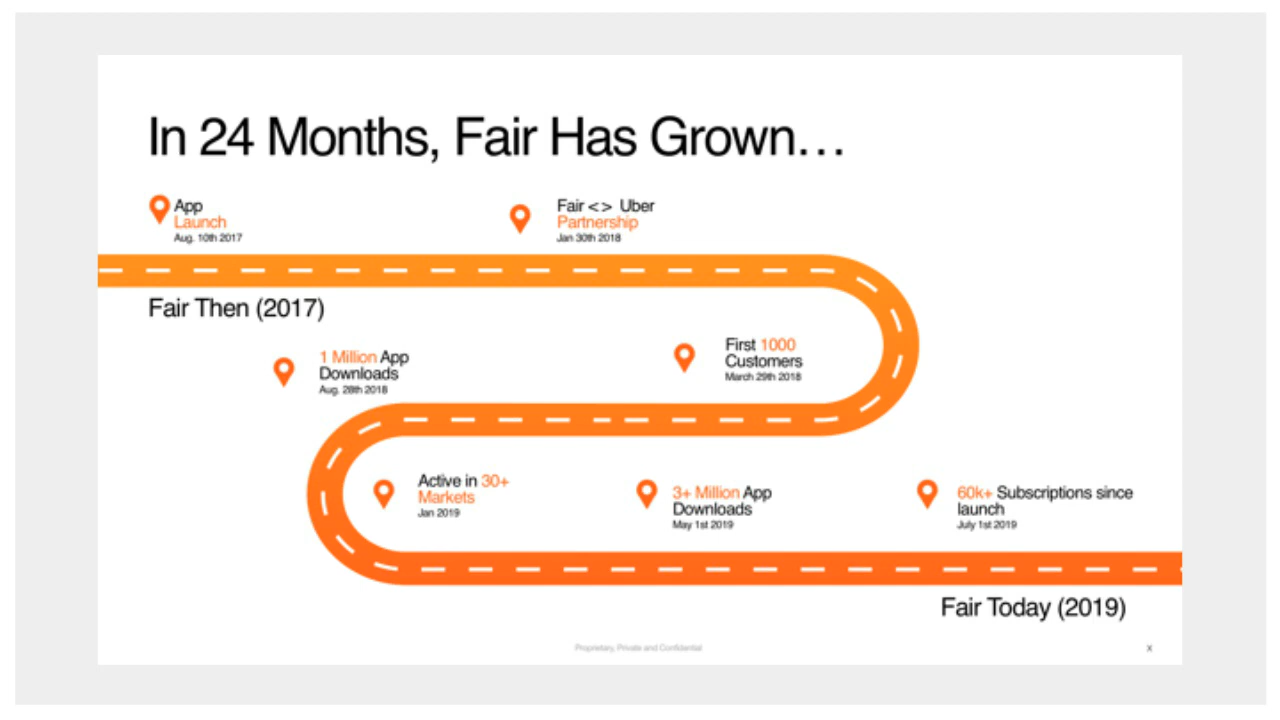 In 24 Months, Fair Has Grown…
App
Launch
Aug. 10th 2017
Fair <> Uber
Partnership
Jan 30th 2018
Fair Then (2017)
First 1000
Customers
March 29th 2018
1 Million App
Downloads
Aug. 28th 2018
Active in 30+
Markets
Jan 2019
3+ Million App
Downloads
May 1st 2019
60k+ Subscriptions since
launch
July 1st 2019
Fair Today (2019)
Proprietary, Private and Confidential
X